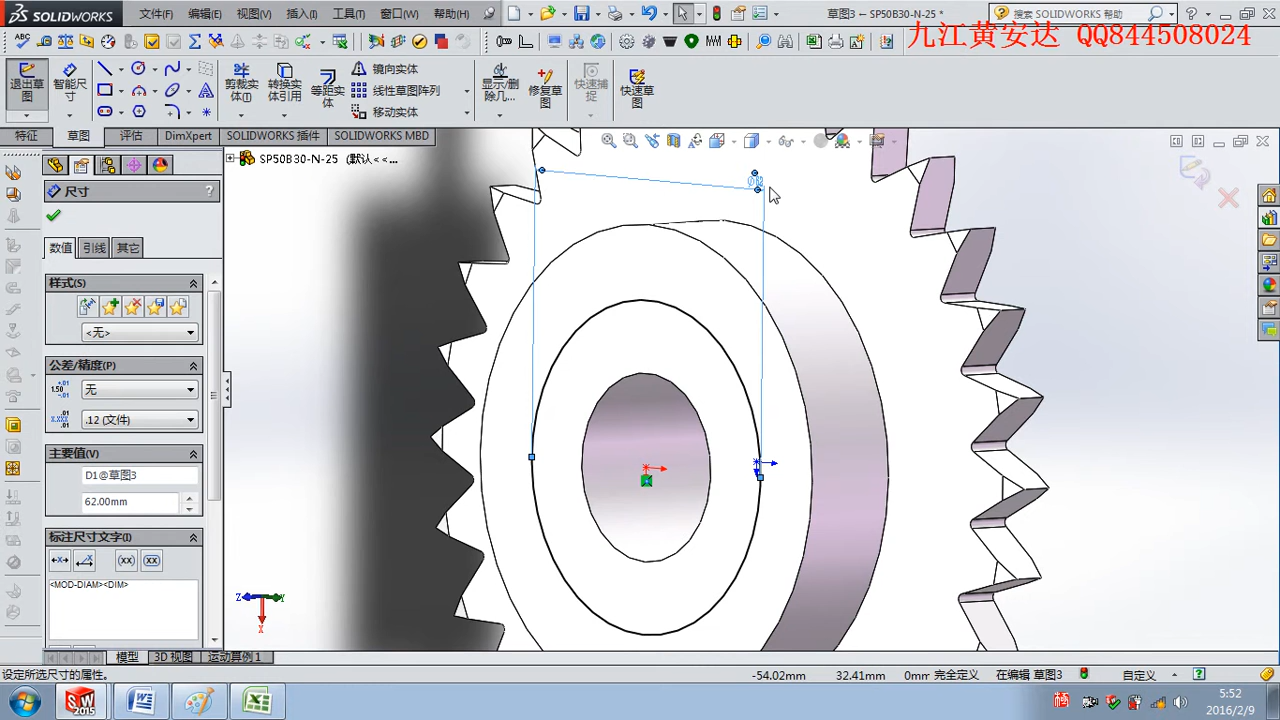 SOLIDWORKS 文件(F) 编辑(E) 视图(V) 插入(I) 工具(T) 窗口(W) 帮助(H) 草图3 – SP50B30-N-25 * 搜索 SOLIDWORKS 帮助
九江黄安达 QQ844508024
退出草图 智能尺寸 剪裁实体(I) 转换实体引用 等距实体 镜向实体 线性草图阵列 移动实体 显示/删除几... 修复草图 快速捕捉 快速草图
特征 草图 评估 DimXpert SOLIDWORKS 插件 SOLIDWORKS MBD
SP50B30-N-25 (默认<<...
尺寸 ?
数值 引线 其它
样式(S)
<无>
公差/精度(P)
无
.12 (文件)
主要值(V)
D1@草图3
62.00mm
标注尺寸文字(I)
<MOD-DIAM><DIM>
Z Y
X
模型 3D 视图 运动算例 1
设定所选尺寸的属性。 -54.02mm 32.41mm 0mm 完全定义 在编辑 草图3 自定义
5:52
2016/2/9